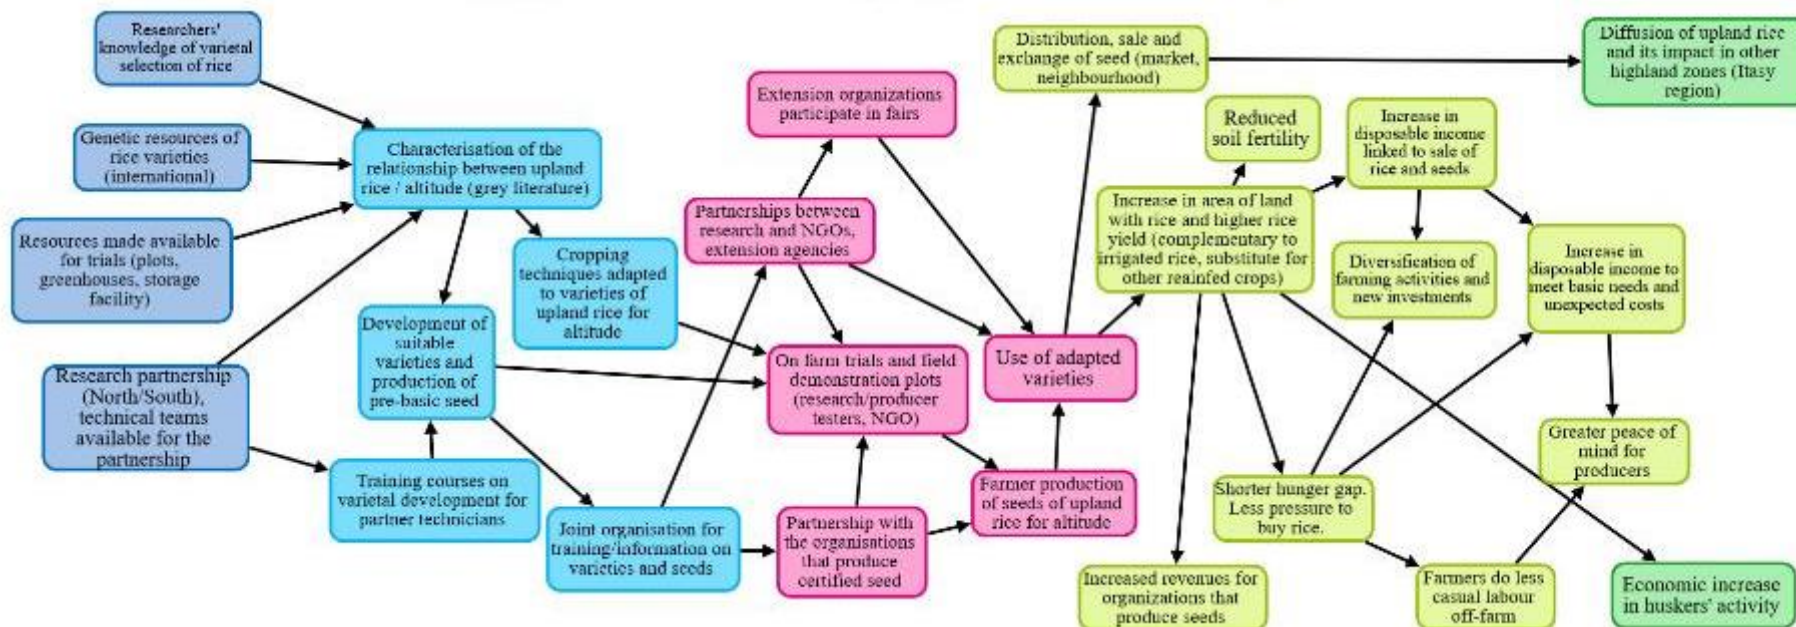 Researchers'
knowledge of varietal
selection of rice
Genetic resources of
rice varieties
(international)
Resources made available
for trials (plots,
greenhouses, storage
facility)
Research partnership
(North/South),
technical teams
available for the
partnership
Characterisation of the
relationship between upland
rice / altitude (grey literature)
Cropping
techniques adapted
to varieties of
upland rice for
altitude
Development of
suitable
varieties and
production of
pre-basic seed
Training courses on
varietal development for
partner technicians
Joint organisation for
training/information on
varieties and seeds
Extension organizations
participate in fairs
Partnerships between
research and NGOs,
extension agencies
On farm trials and field
demonstration plots
(research/producer
testers, NGO)
Partnership with
the organisations
that produce
certified seed
Farmer production
of seeds of upland
rice for altitude
Use of adapted
varieties
Distribution, sale and
exchange of seed (market,
neighbourhood)
Reduced
soil fertility
Increase in
disposable income
linked to sale of
rice and seeds
Increase in area of land
with rice and higher rice
yield (complementary to
irrigated rice, substitute for
other reainfed crops)
Diversification of
farming activities and
new investments
Increase in
disposable income to
meet basic needs and
unexpected costs
Greater peace of
mind for
producers
Shorter hunger gap.
Less pressure to
buy rice.
Increased revenues for
organizations that
produce seeds
Farmers do less
casual labour
off-farm
Diffusion of upland rice
and its impact in other
highland zones (Itasy
region)
Economic increase
in huskers' activity